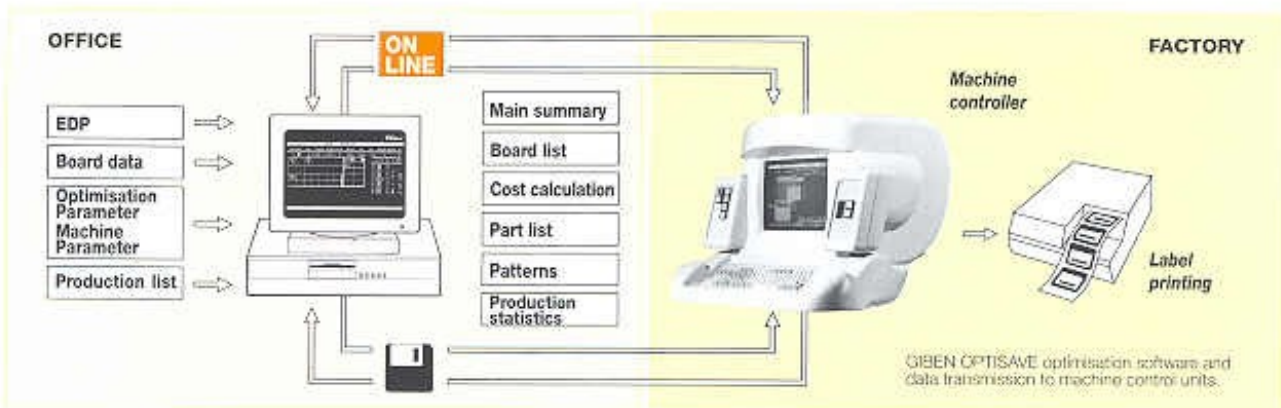 OFFICE
ON
LINE
FACTORY
EDP
Board data
Optimisation
Parameter
Machine
Parameter
Production list
Main summary
Board list
Cost calculation
Part list
Patterns
Production
statistics
Machine
controller
Label
printing
GIBEN OPTISAVE optimisation software and
data transmission to machine control units.